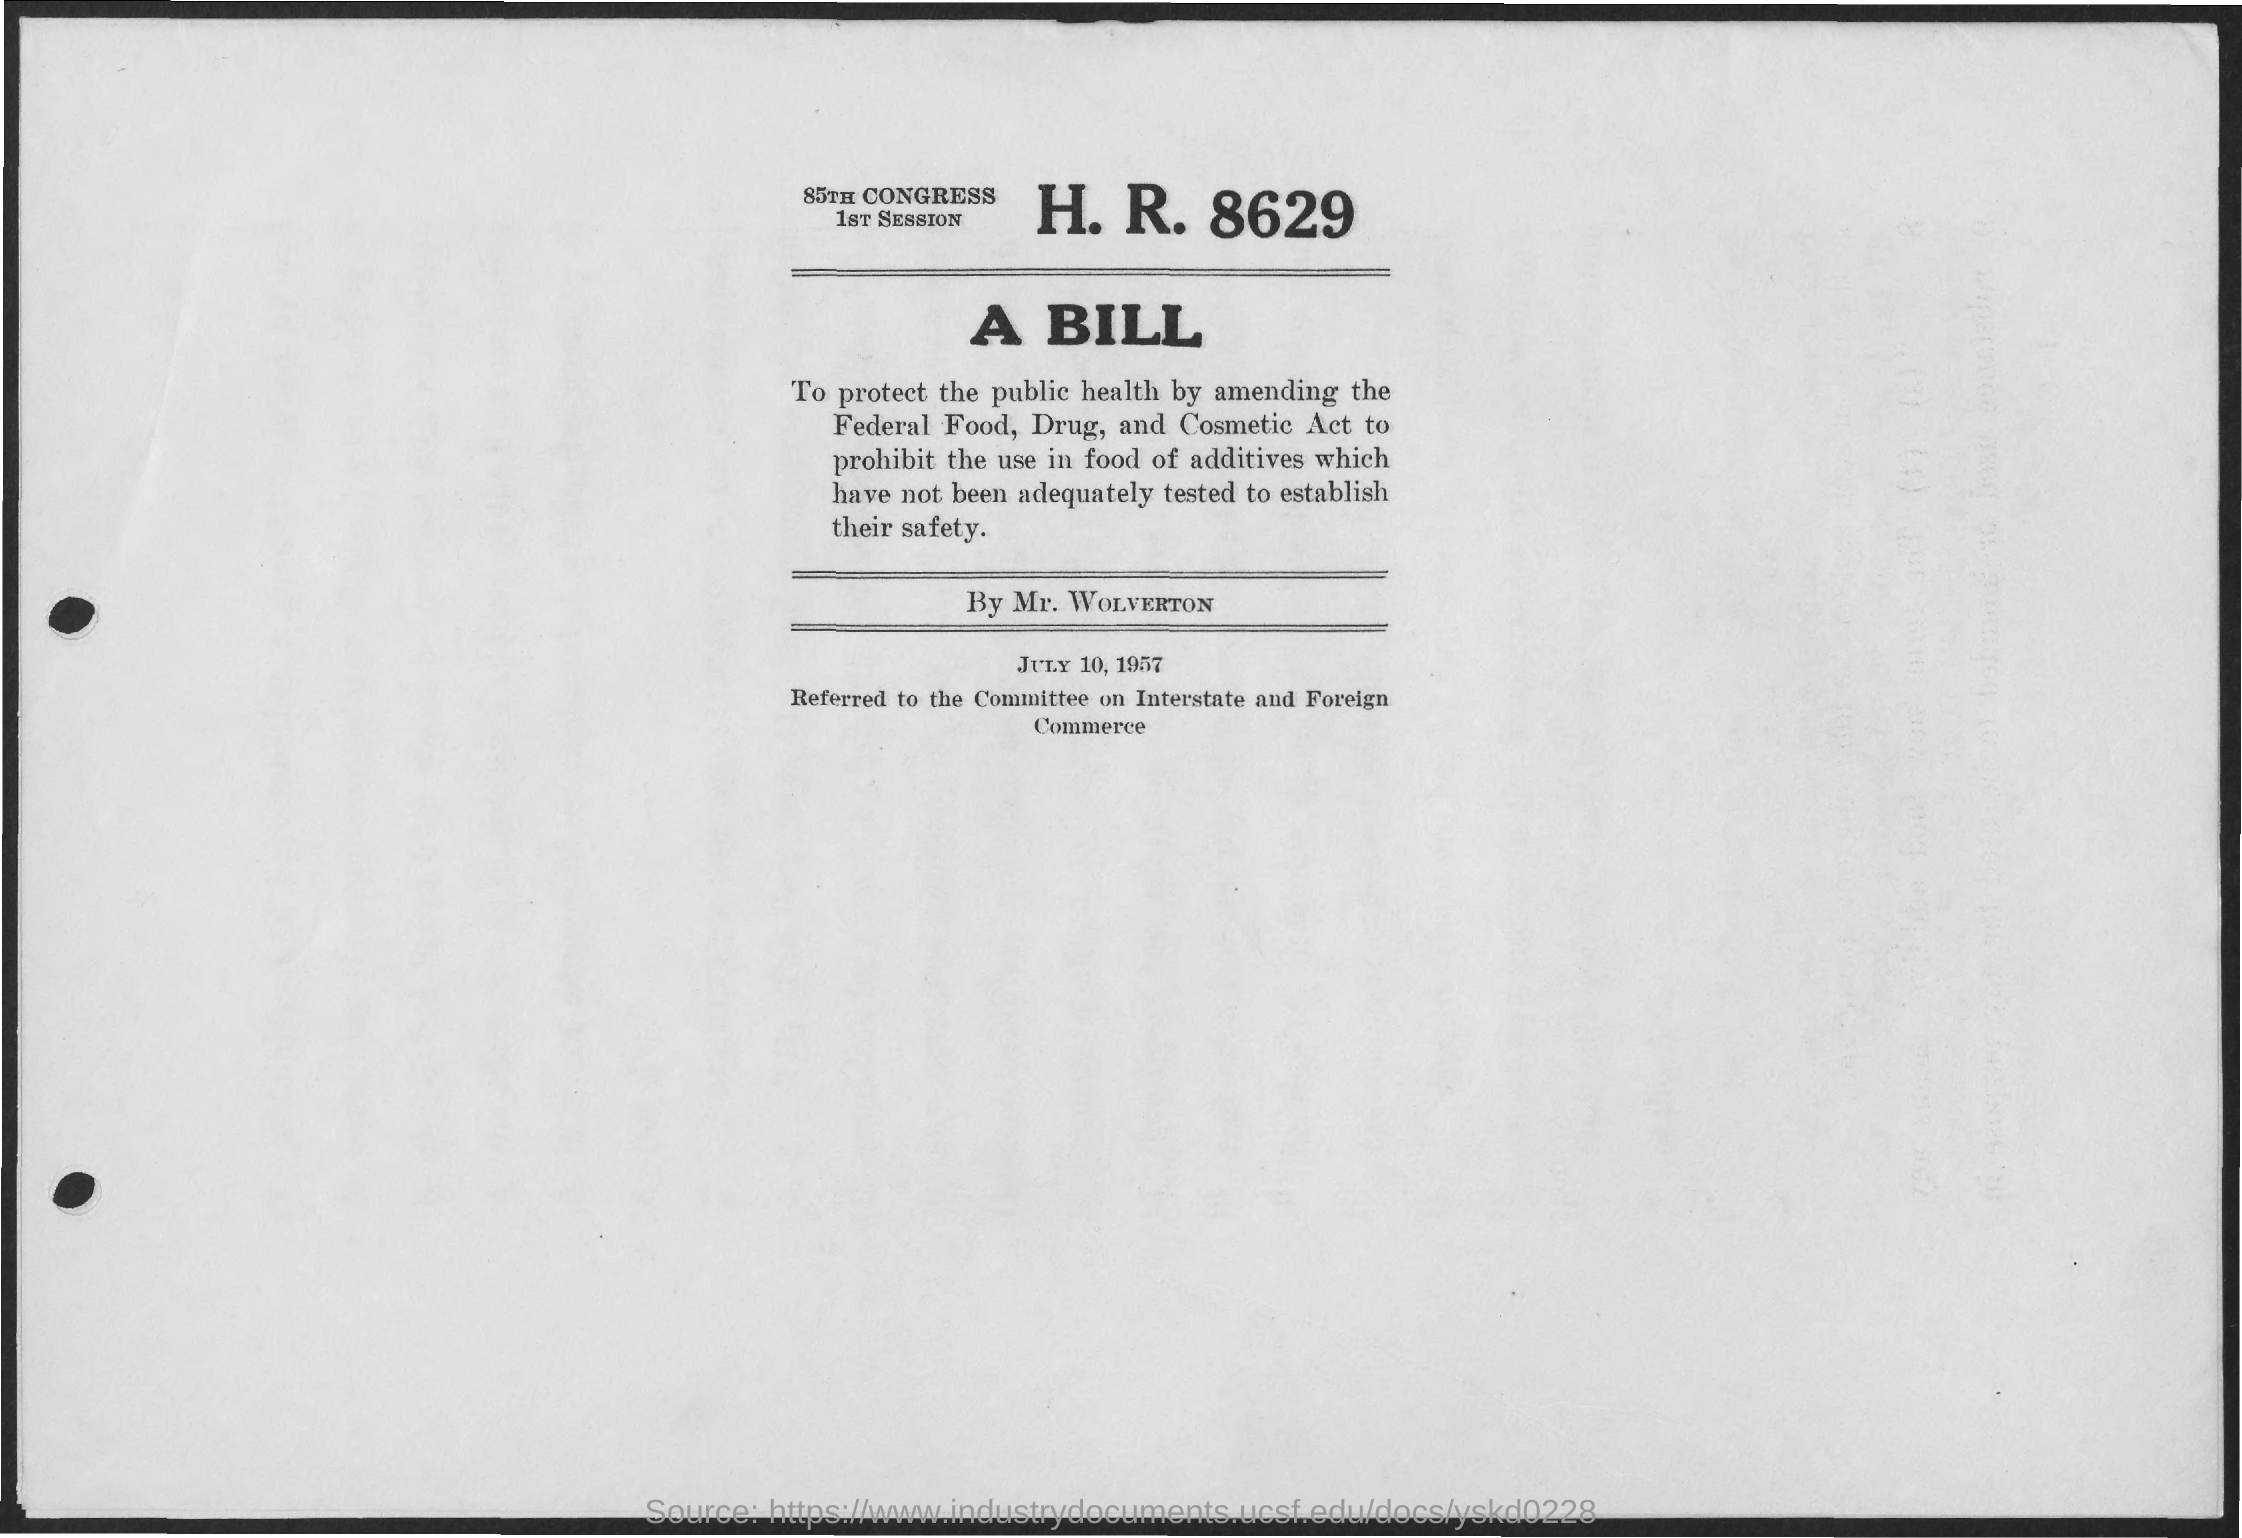 85TH CONGRESS
1ST SESSION
H. R. 8629
A BILL
To protect the public health by amending the
Federal Food, Drug, and Cosmetic Act to
prohibit the use in food of additives which
have not been adequately tested to establish
their safety.
By Mr. WOLVERTON
JULY 10, 1957
Referred to the Committee on Interstate and Foreign
Commerce
Source: https://www.industrydocuments.ucsf.edu/docs/yskd0228